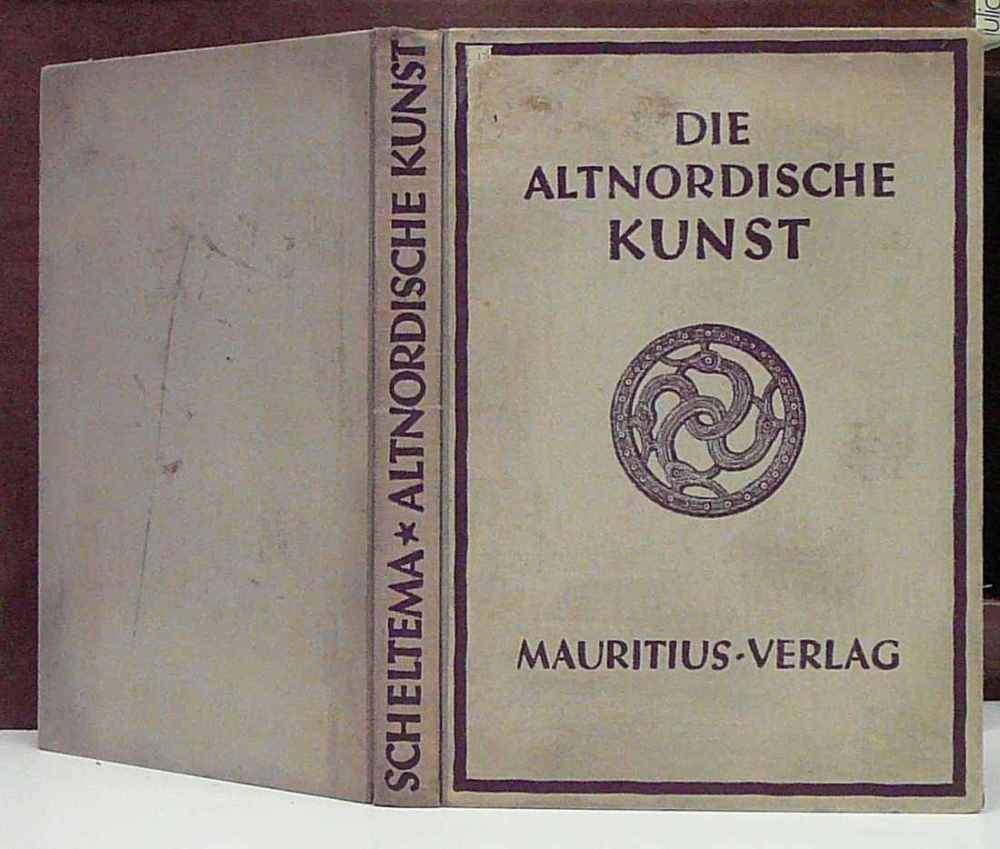 SCHELTEMA ★ ALTNORDISCHE KUNST
DIE
ALTNORDISCHE
KUNST
MAURITIUS-VERLAG